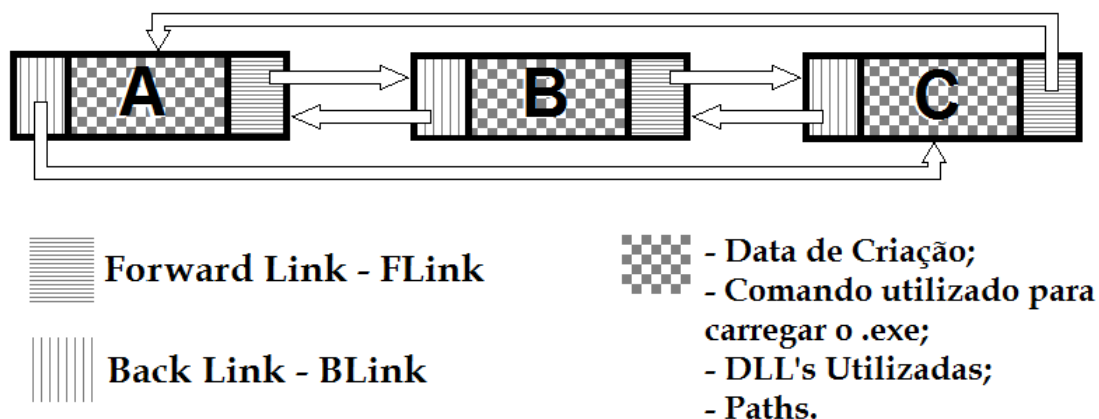 A
B
C
Forward Link - FLink
Back Link - BLink
- Data de Criação;
- Comando utilizado para
carregar o .exe;
- DLL's Utilizadas;
- Paths.